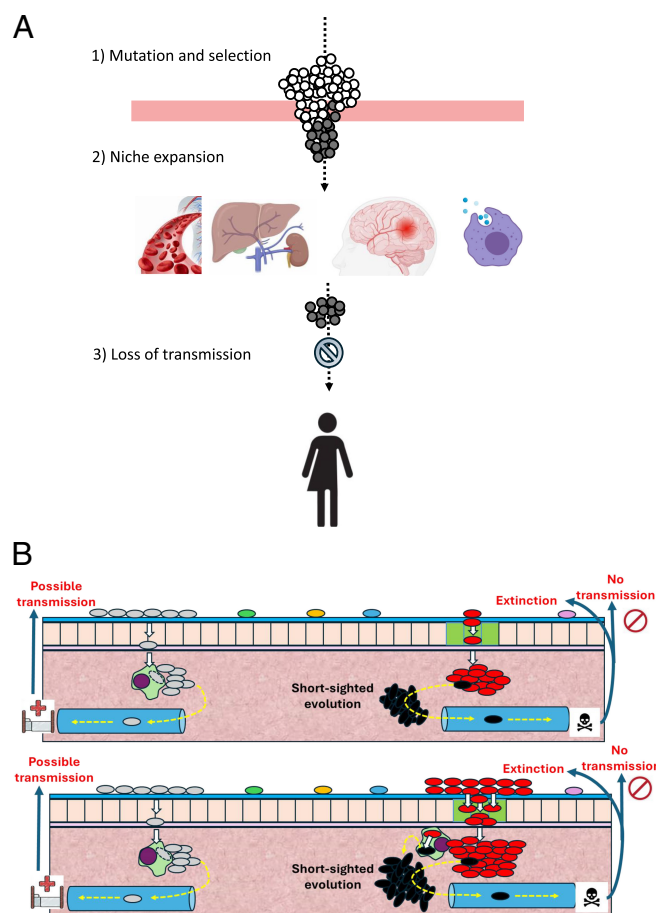 A
1) Mutation and selection
2) Niche expansion
3) Loss of transmission
B
Possible
transmission
Extinction
No
transmission
Short-sighted
evolution
Possible
transmission
Extinction
No
transmission
Short-sighted
evolution